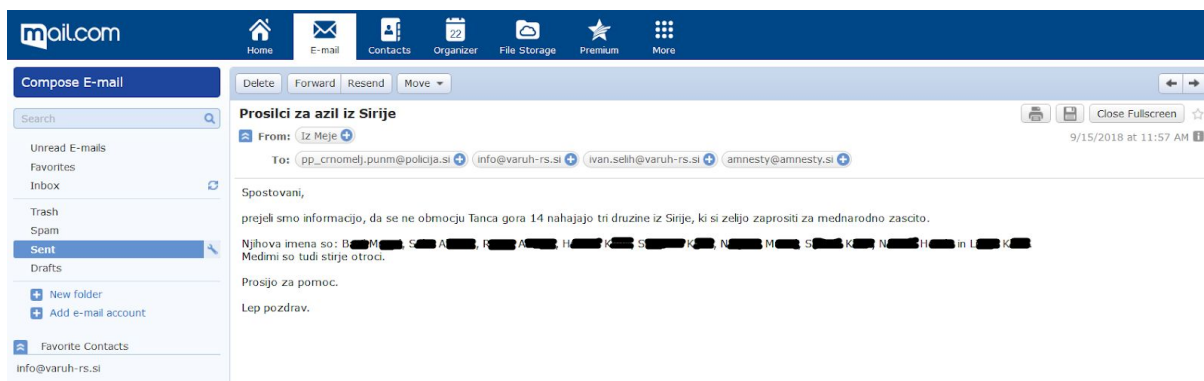 mail.com
Home E-mail Contacts 22 Organizer File Storage Premium More
Compose E-mail
Delete Forward Resend Move
Search
Prosilci za azil iz Sirije
Close Fullscreen
From: Iz Meje
9/15/2018 at 11:57 AM
To: pp_crnomelj.punm@policija.si info@varuh-rs.si ivan.selih@varuh-rs.si amnesty@amnesty.si
Unread E-mails
Favorites
Inbox
Trash
Spam
Sent
Drafts
New folder
Add e-mail account
Favorite Contacts
info@varuh-rs.si
Spostovani,
prejeli smo informacijo, da se ne obmocju Tanca gora 14 nahajajo tri druzine iz Sirije, ki si zelijo zaprositi za mednarodno zascito.
Njihova imena so: B M , S A , R A , H K S K , N M , S K , N H in L K
Medimi so tudi stirje otroci.
Prosijo za pomoc.
Lep pozdrav.